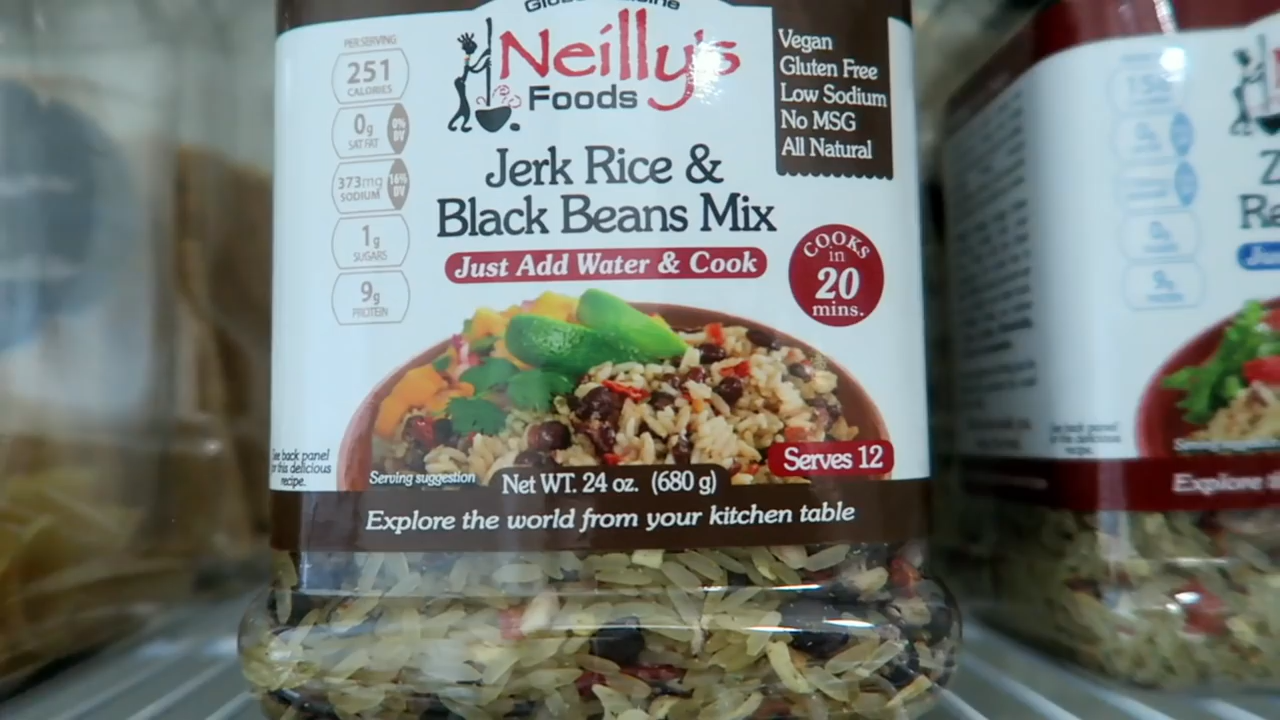 PER SERVING
251
CALORIES
0g
SAT FAT
0%
DV
373mg
SODIUM
16%
DV
1g
SUGARS
9g
PROTEIN
Neilly's
Foods
Vegan
Gluten Free
Low Sodium
No MSG
All Natural
Jerk Rice &
Black Beans Mix
Just Add Water & Cook
COOKS
in
20
mins.
back panel
this delicious
recipe.
Serving suggestion
Net WT. 24 oz. (680 g)
Serves 12
Explore the world from your kitchen table
Explore